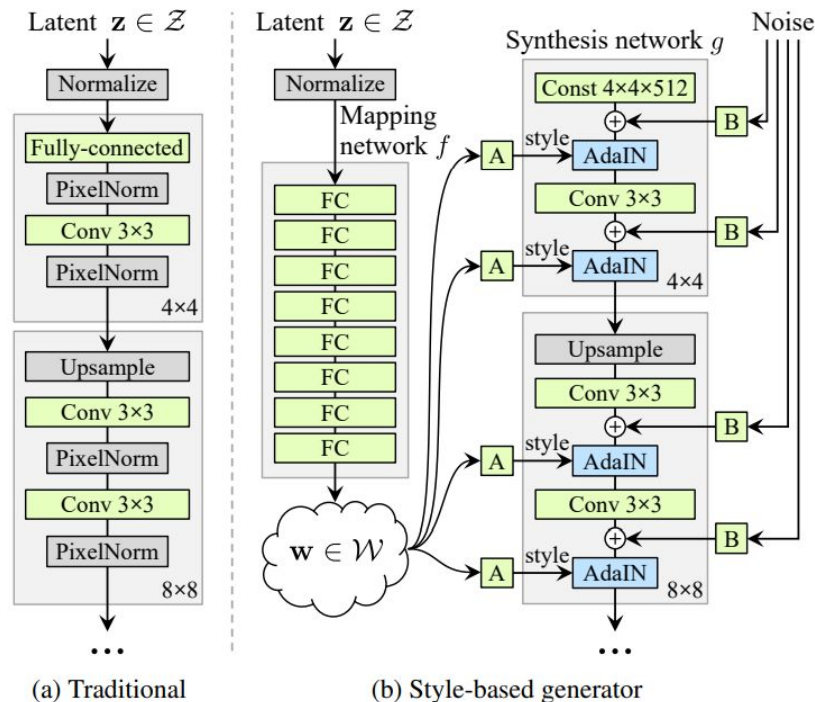 Latent z ∈ Z
Normalize
Fully-connected
PixelNorm
Conv 3×3
PixelNorm
4×4
Upsample
Conv 3×3
PixelNorm
Conv 3×3
PixelNorm
8×8
...
(a) Traditional
Latent z ∈ Z
Normalize
Mapping
network f
FC
FC
FC
FC
FC
FC
FC
FC
w ∈ W
A
style
A
style
A
style
A
style
Synthesis network g
Const 4×4×512
+
AdaIN
Conv 3×3
+
AdaIN
4×4
Upsample
Conv 3×3
+
AdaIN
Conv 3×3
+
AdaIN
8×8
...
Noise
B
B
B
B
(b) Style-based generator